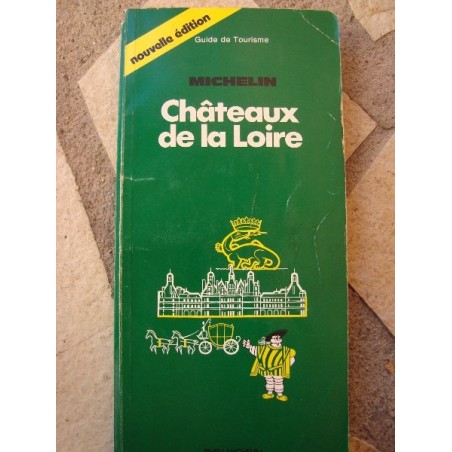 nouvelle édition
Guide de Tourisme
MICHELIN
Châteaux
de la Loire